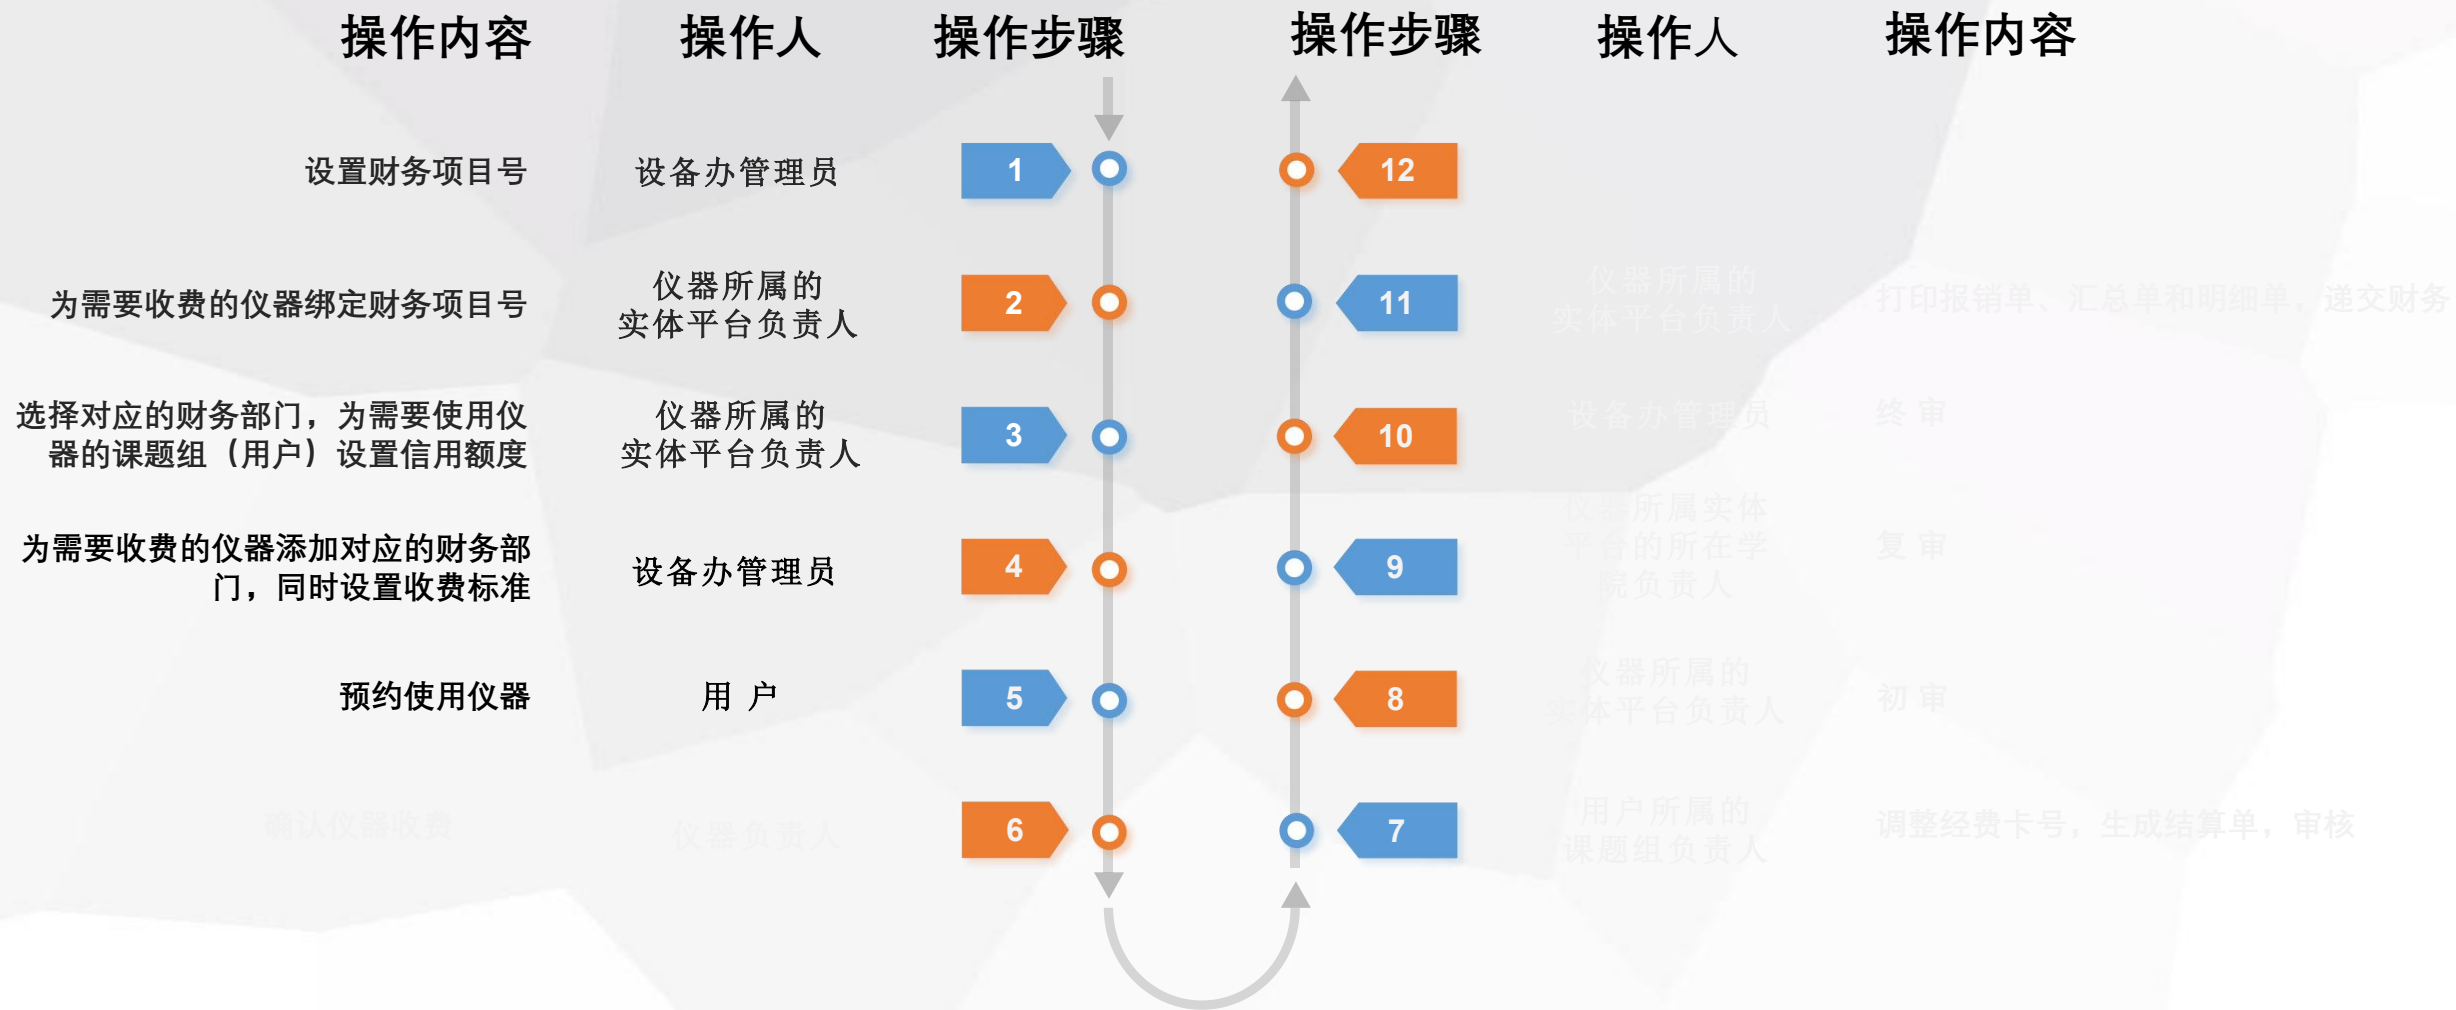 操作内容 操作人 操作步骤 操作步骤 操作人 操作内容
设置财务项目号 设备办管理员 1 12
为需要收费的仪器绑定财务项目号 仪器所属的
实体平台负责人 2 11 仪器所属的
实体平台负责人 打印报销单、汇总单和明细单，递交财务
选择对应的财务部门，为需要使用仪
器的课题组（用户）设置信用额度 仪器所属的
实体平台负责人 3 10 设备办管理员 终 审
为需要收费的仪器添加对应的财务部
门，同时设置收费标准 设备办管理员 4 9 仪器所属实体
平台的所在学
院负责人 复 审
预约使用仪器 用 户 5 8 仪器所属的
实体平台负责人 初 审
确认仪器收费 仪器负责人 6 7 用户所属的
课题组负责人 调整经费卡号，生成结算单，审核